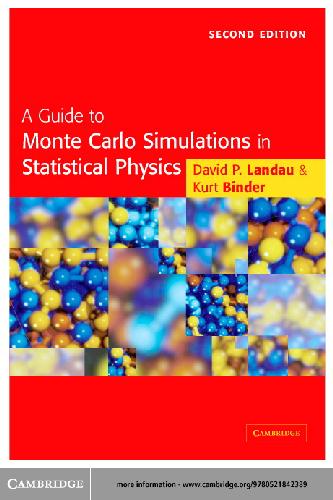 SECOND EDITION
A Guide to
Monte Carlo Simulations in
Statistical Physics
David P. Landau &
Kurt Binder
CAMBRIDGE
CAMBRIDGE
more information - www.cambridge.org/9780521842389